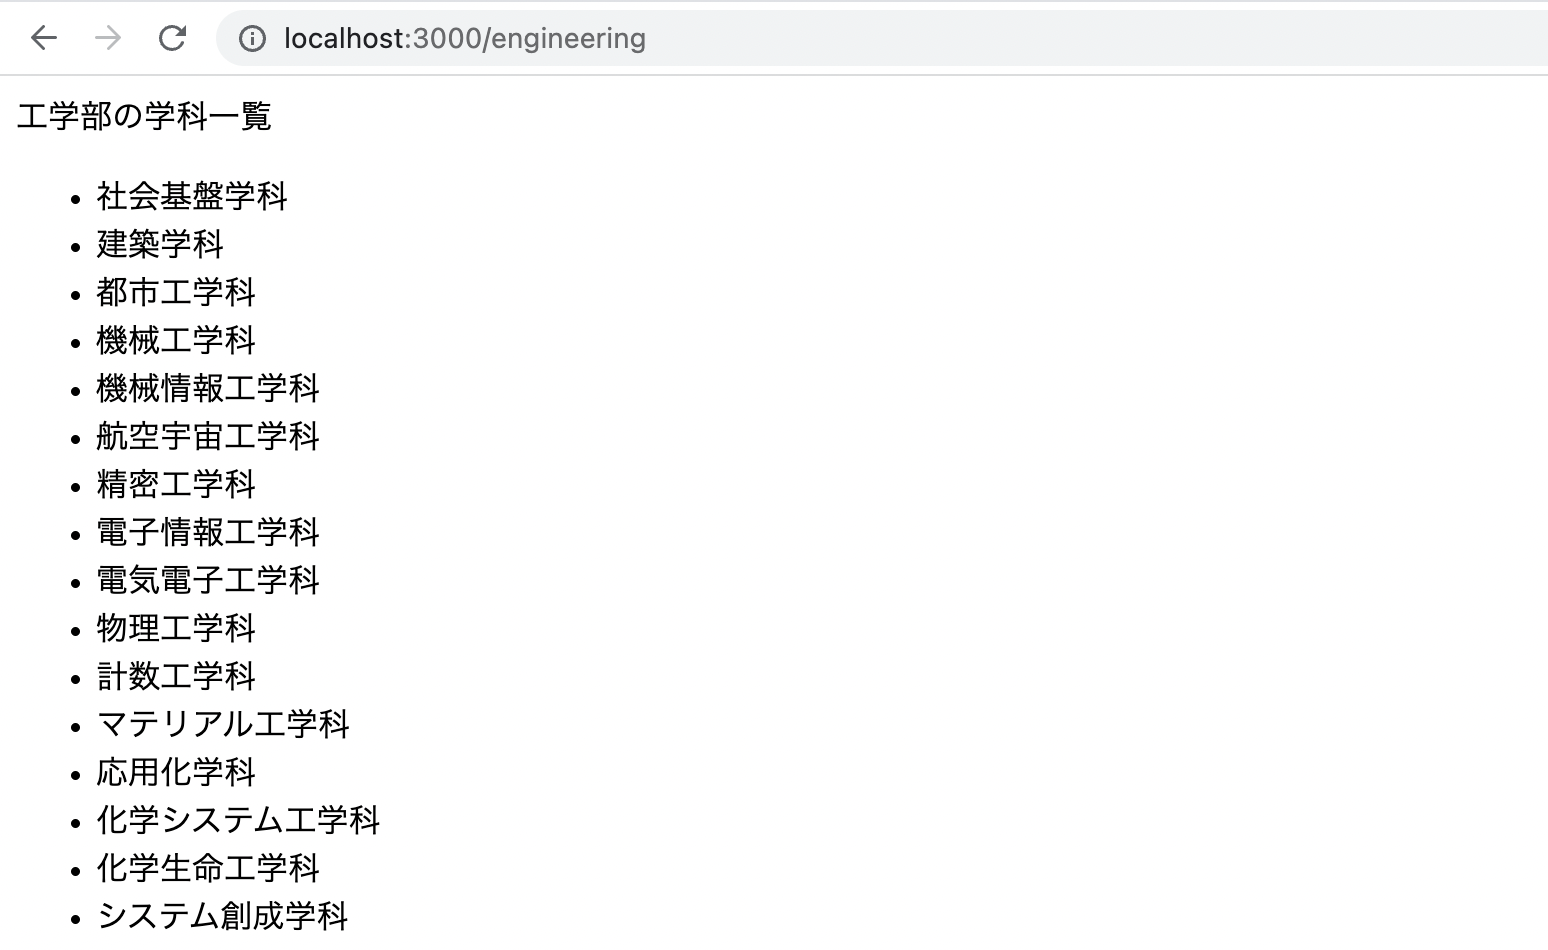 localhost:3000/engineering
工学部の学科一覧
• 社会基盤学科
• 建築学科
• 都市工学科
• 機械工学科
• 機械情報工学科
• 航空宇宙工学科
• 精密工学科
• 電子情報工学科
• 電気電子工学科
• 物理工学科
• 計数工学科
• マテリアル工学科
• 応用化学科
• 化学システム工学科
• 化学生命工学科
• システム創成学科